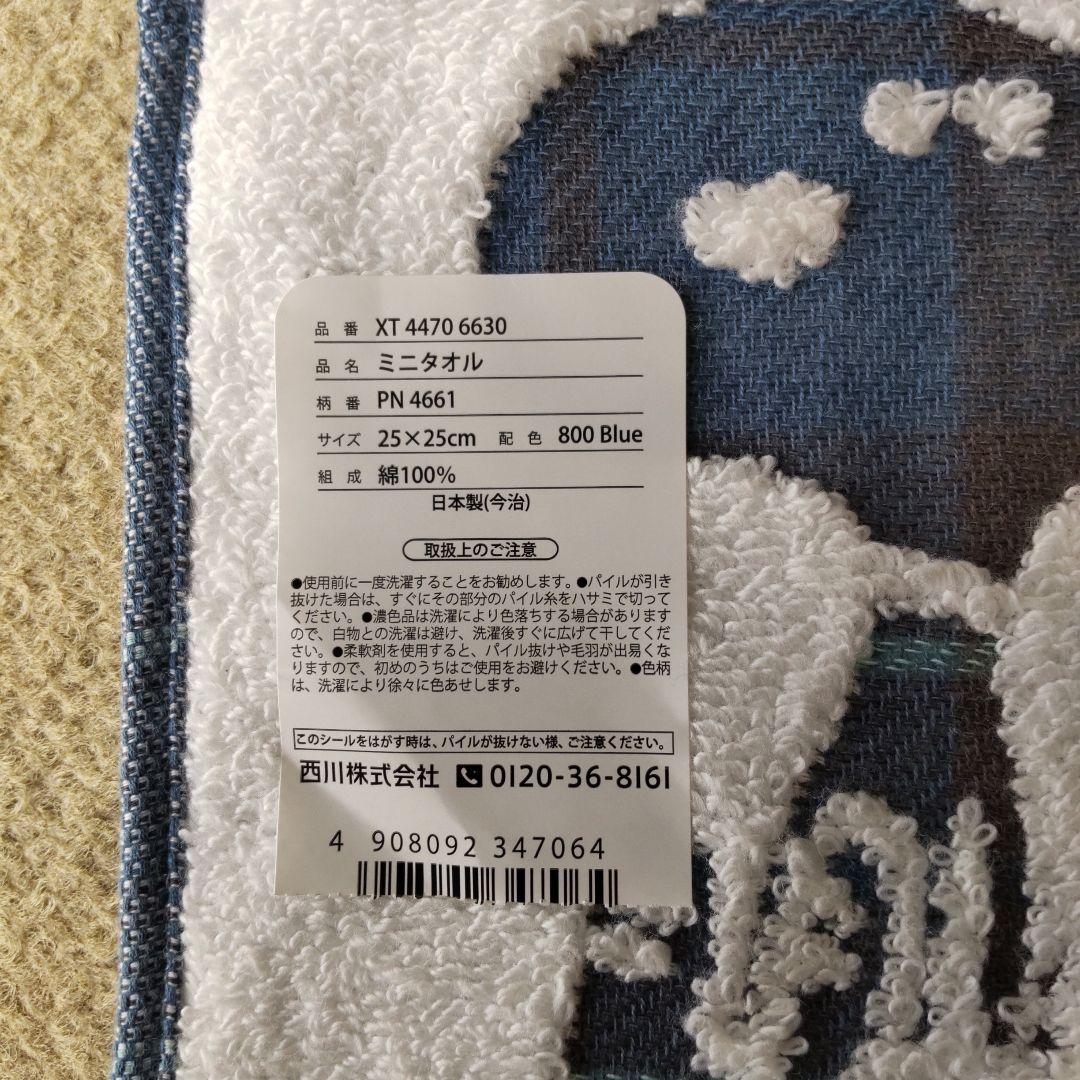 品番 XT 4470 6630
品名 ミニタオル
柄番 PN 4661
サイズ 25×25cm 配色 800 Blue
組成 綿100%
日本製(今治)
取扱上のご注意
●使用前に一度洗濯することをお勧めします。●パイルが引き
抜けた場合は、すぐにその部分のパイル糸をハサミで切って
ください。●濃色品は洗濯により色落ちする場合があります
ので、白物との洗濯は避け、洗濯後すぐに広げて干してくだ
さい。●柔軟剤を使用すると、パイル抜けや毛羽が出易くな
りますので、初めのうちはご使用をお避けください。●色柄
は、洗濯により徐々に色あせします。
このシールをはがす時は、パイルが抜けない様、ご注意ください。
西川株式会社 0120-36-8161
4 908092 347064